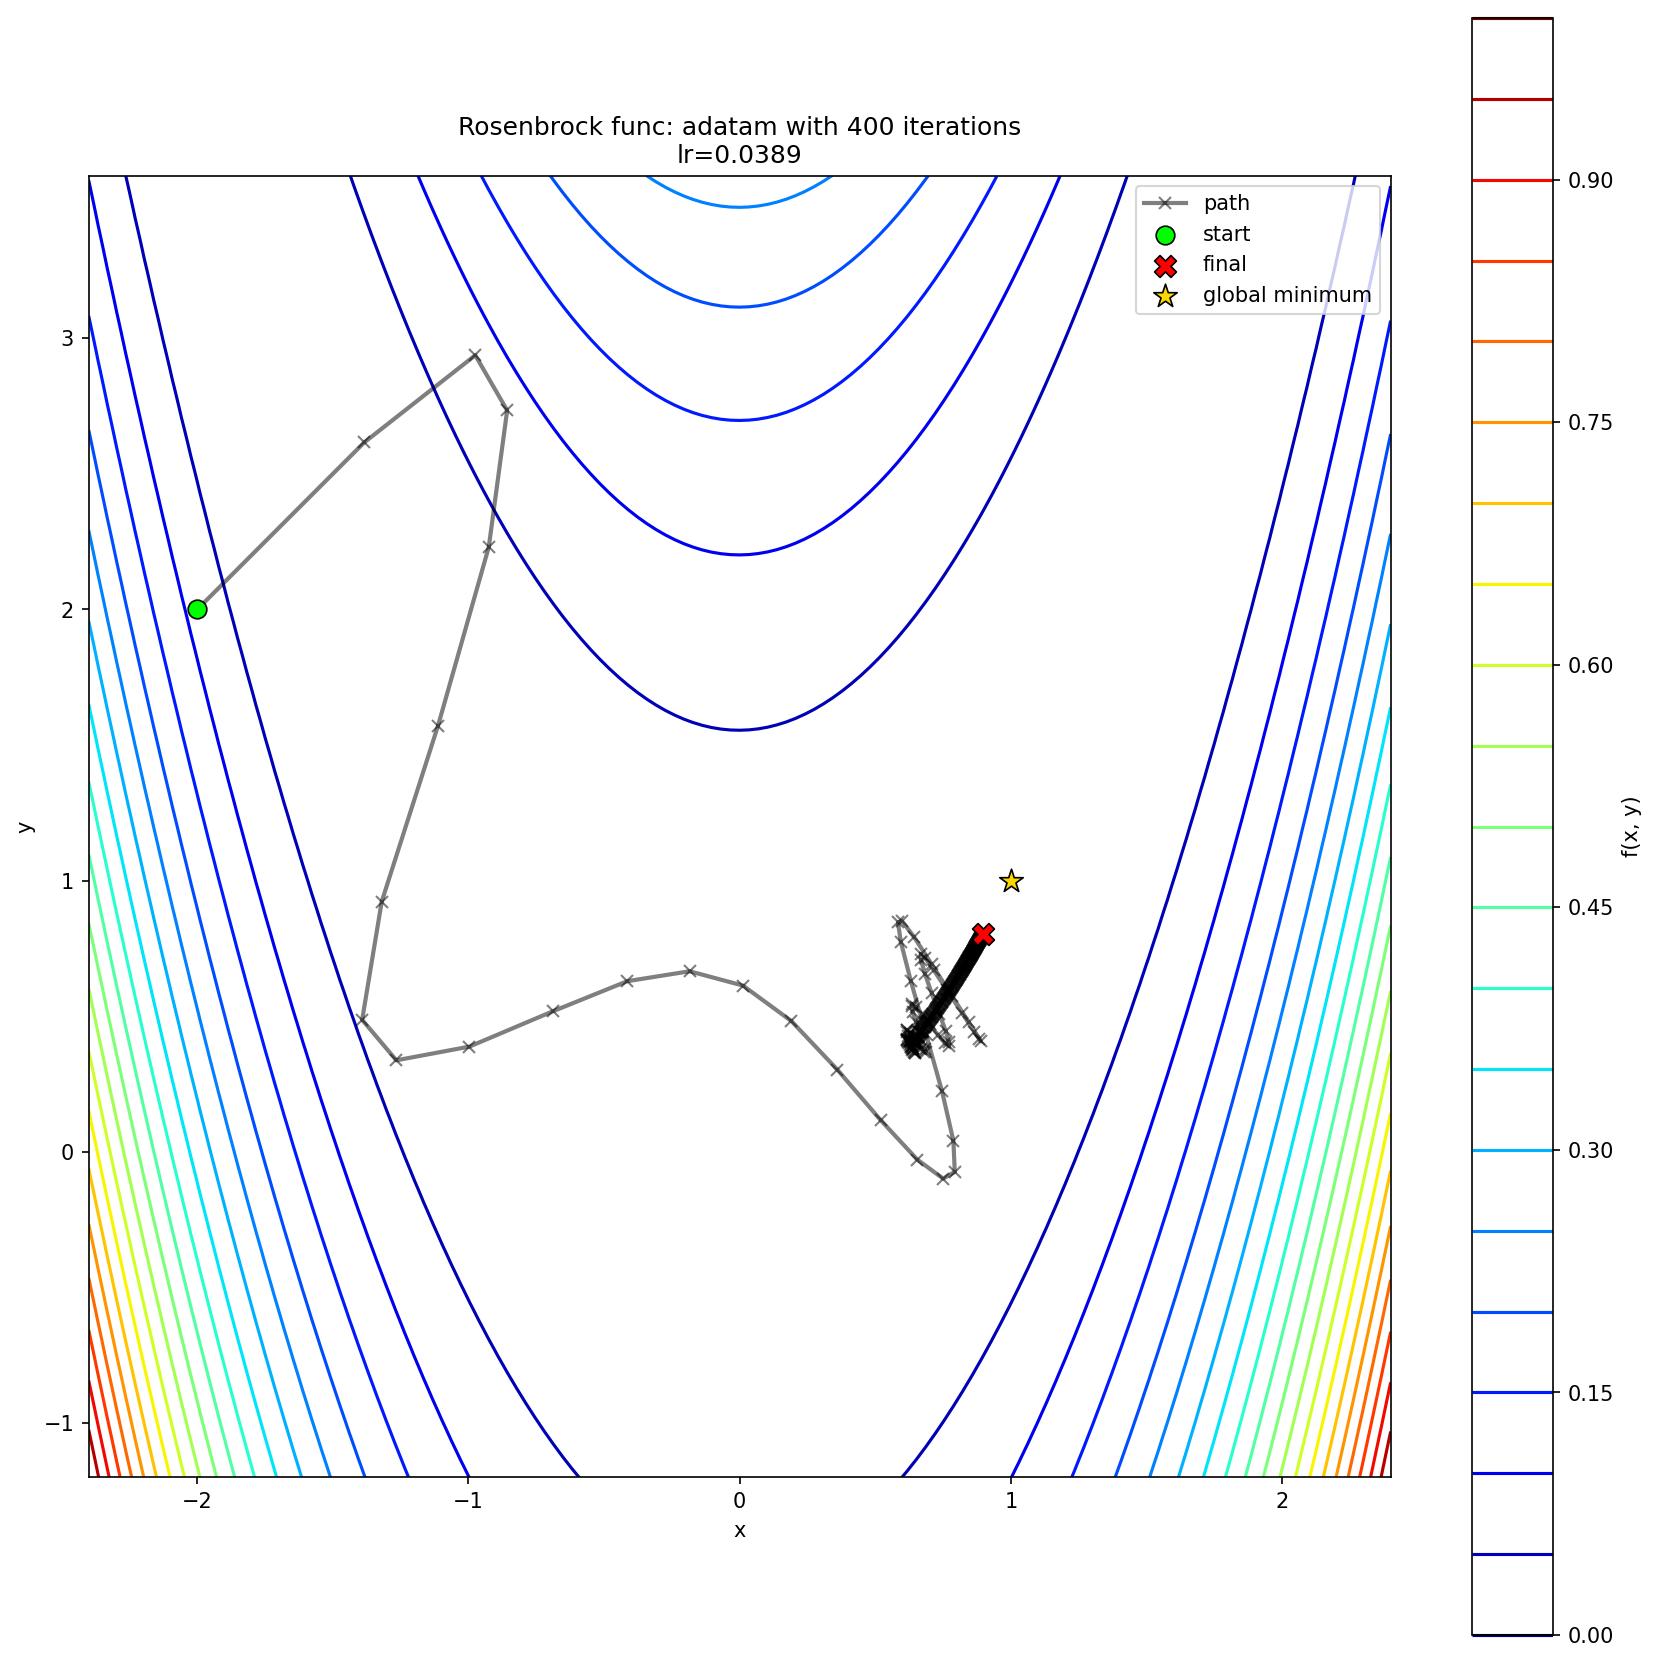 Rosenbrock func: adatam with 400 iterations
lr=0.0389
path
start
final
global minimum
y
3
2
1
0
−1
−2
−1
0
1
2
x
0.90
0.75
0.60
0.45
0.30
0.15
0.00
f(x, y)